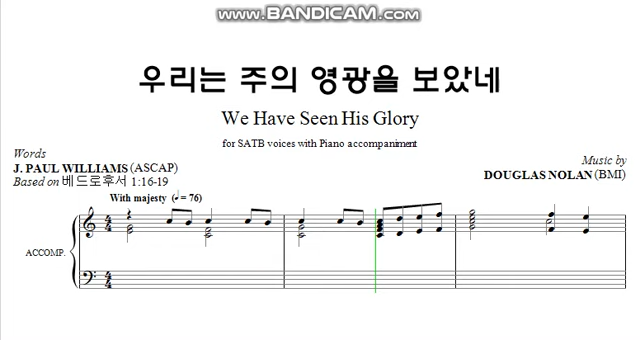 www.BANDICAM.com
우리는 주의 영광을 보았네
We Have Seen His Glory
for SATB voices with Piano accompaniment
Words
J. PAUL WILLIAMS (ASCAP)
Based on 베드로후서 1:16-19
Music by
DOUGLAS NOLAN (BMI)
With majesty (♩= 76)
ACCOMP.